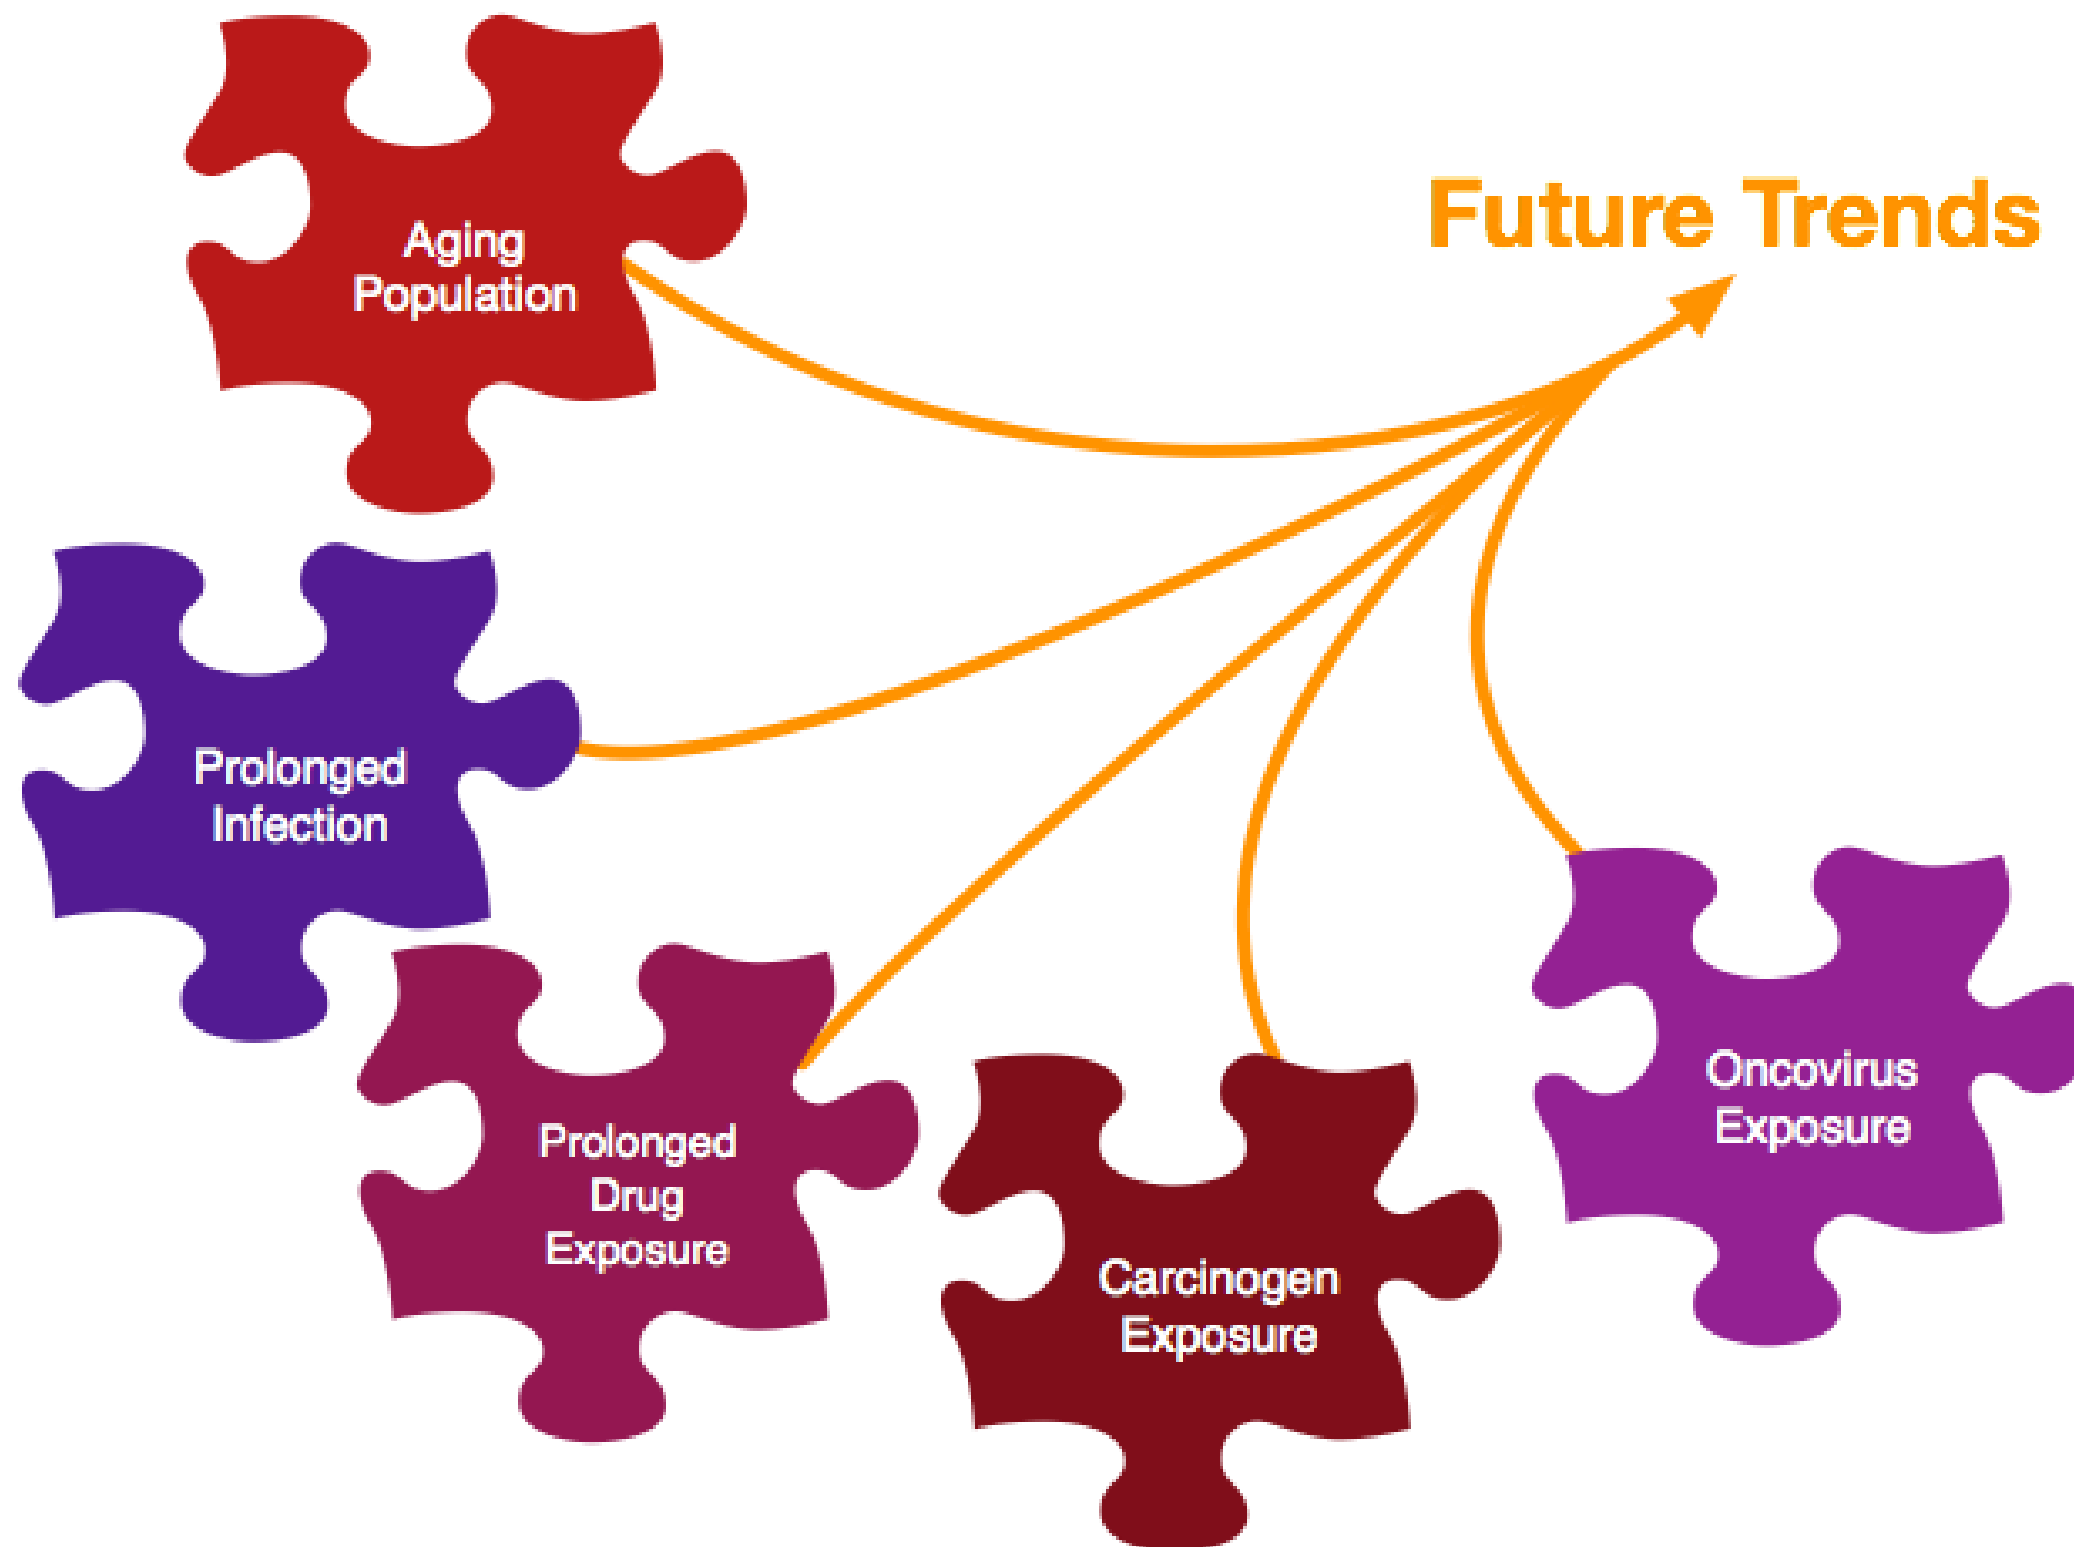 Future Trends
Aging
Population
Prolonged
Infection
Prolonged
Drug
Exposure
Carcinogen
Exposure
Oncovirus
Exposure